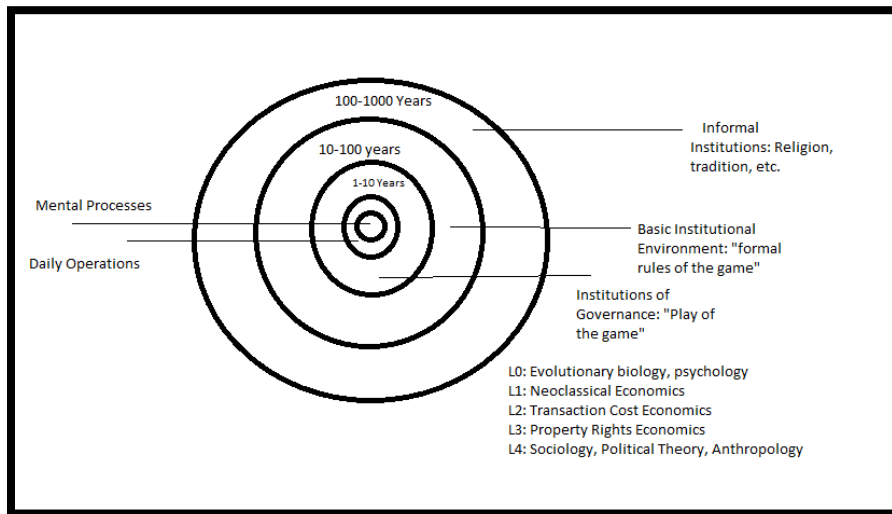 100-1000 Years
10-100 years
1-10 Years
Mental Processes
Daily Operations
Informal
Institutions: Religion,
tradition, etc.
Basic Institutional
Environment: "formal
rules of the game"
Institutions of
Governance: "Play of
the game"
L0: Evolutionary biology, psychology
L1: Neoclassical Economics
L2: Transaction Cost Economics
L3: Property Rights Economics
L4: Sociology, Political Theory, Anthropology